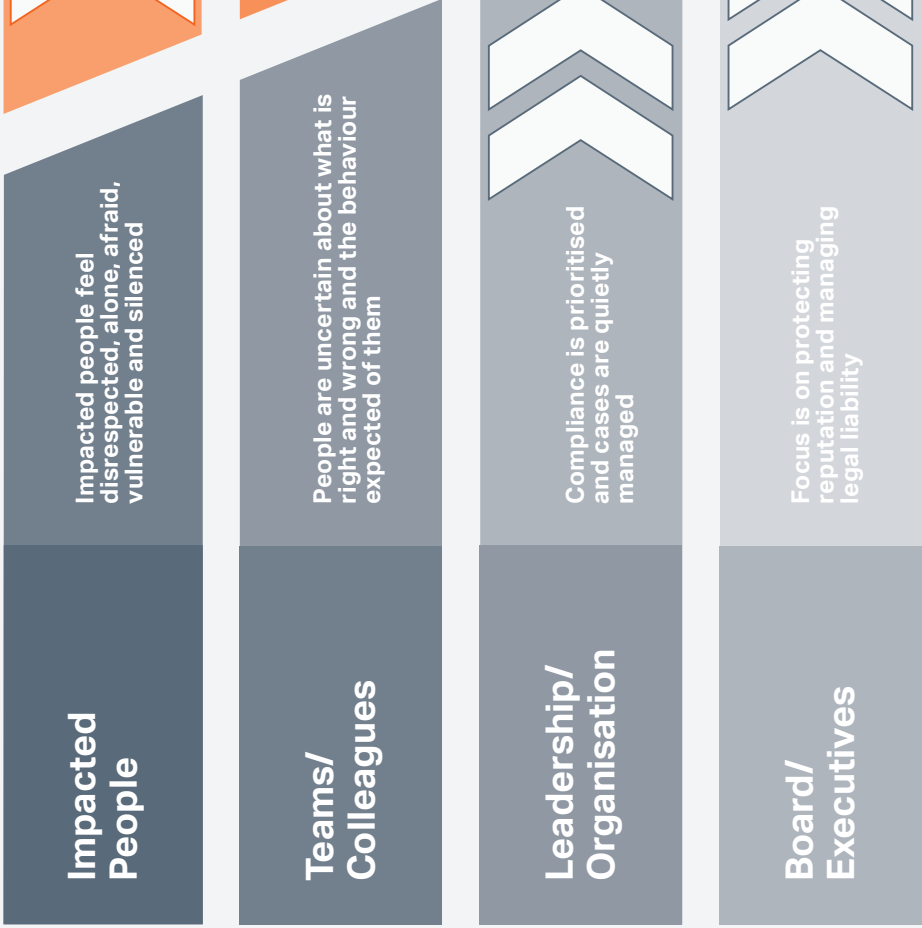 Impacted
People
Impacted people feel
disrespected, alone, afraid,
vulnerable and silenced
Teams/
Colleagues
People are uncertain about what is
right and wrong and the behaviour
expected of them
Leadership/
Organisation
Compliance is prioritised
and cases are quietly
managed
Board/
Executives
Focus is on protecting
reputation and managing
legal liability